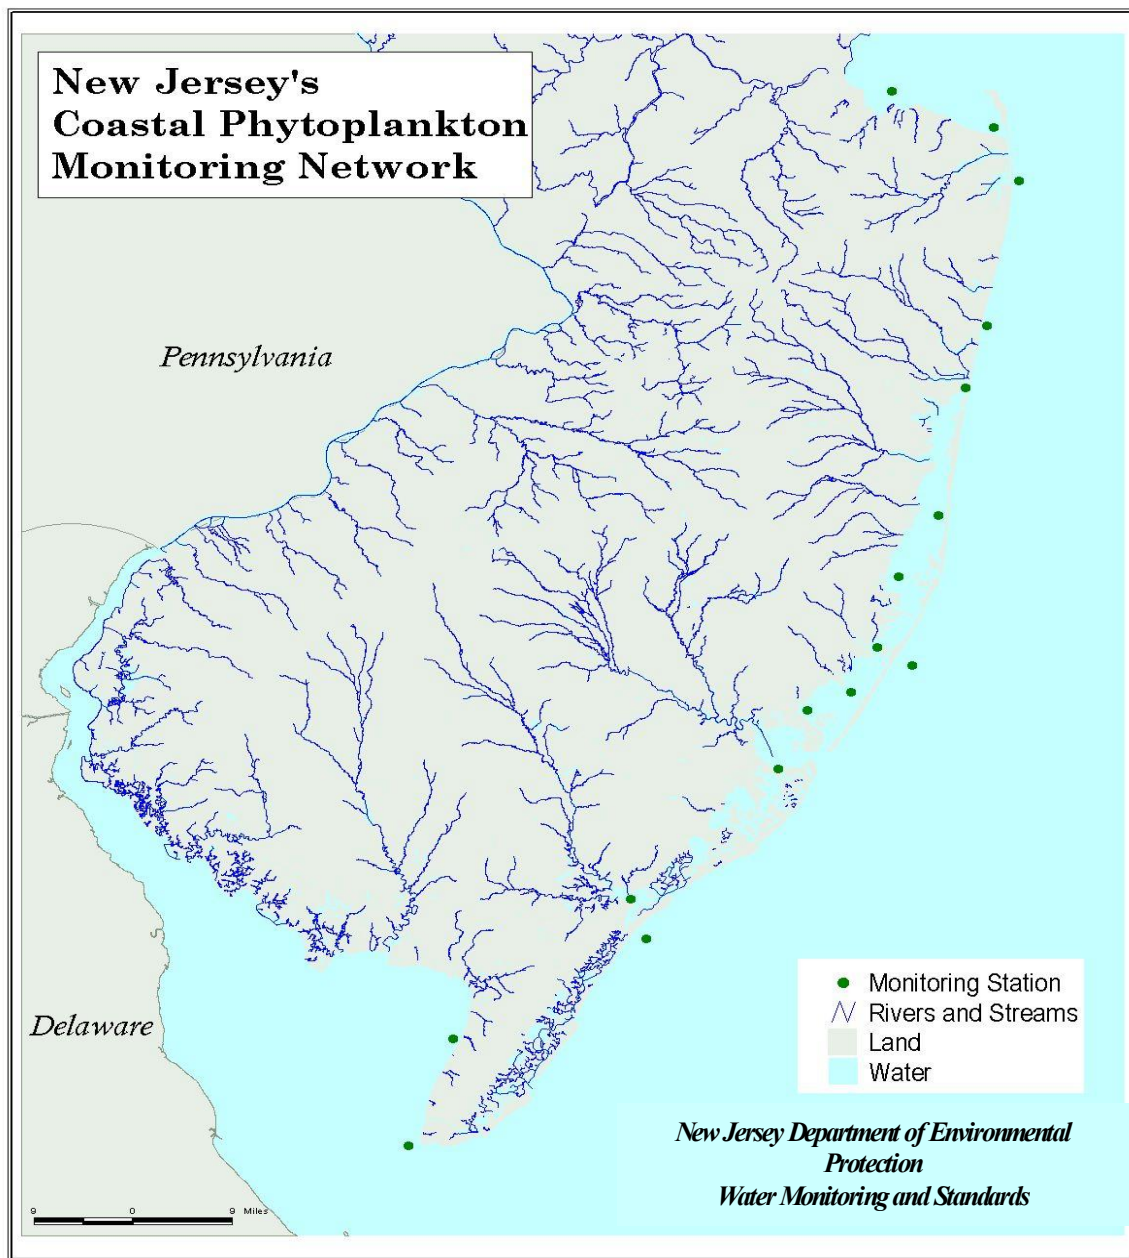 New Jersey's
Coastal Phytoplankton
Monitoring Network
Pennsylvania
Delaware
Monitoring Station
Rivers and Streams
Land
Water
New Jersey Department of Environmental
Protection
Water Monitoring and Standards
9 0 9 Miles